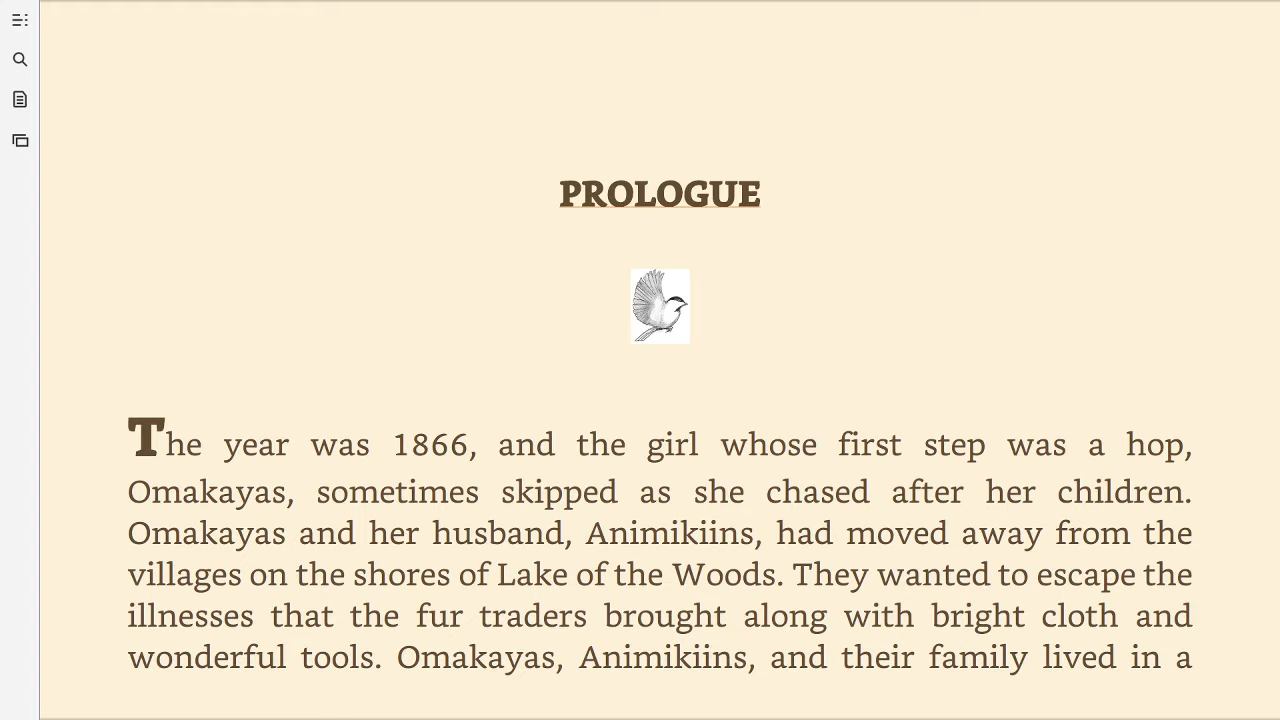 PROLOGUE
The year was 1866, and the girl whose first step was a hop,
Omakayas, sometimes skipped as she chased after her children.
Omakayas and her husband, Animikiins, had moved away from the
villages on the shores of Lake of the Woods. They wanted to escape the
illnesses that the fur traders brought along with bright cloth and
wonderful tools. Omakayas, Animikiins, and their family lived in a